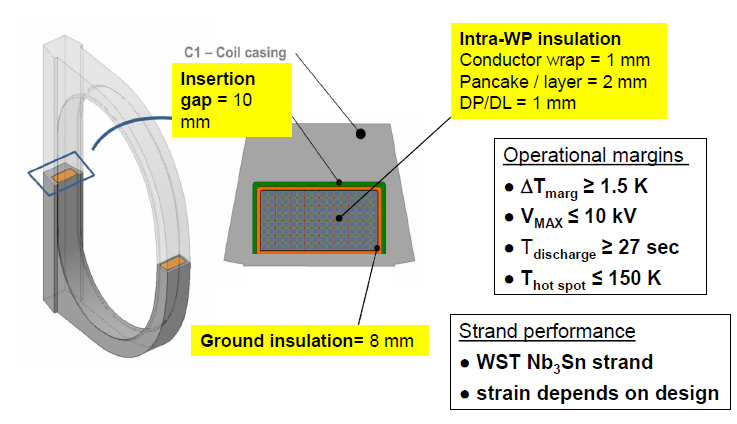 C1 – Coil casing
Insertion
gap = 10
mm
Intra-WP insulation
Conductor wrap = 1 mm
Pancake / layer = 2 mm
DP/DL = 1 mm
Operational margins
● ΔTmarg ≥ 1.5 K
● VMAX ≤ 10 kV
● Tdischarge ≥ 27 sec
● Thot spot ≤ 150 K
Ground insulation= 8 mm
Strand performance
● WST Nb3Sn strand
● strain depends on design